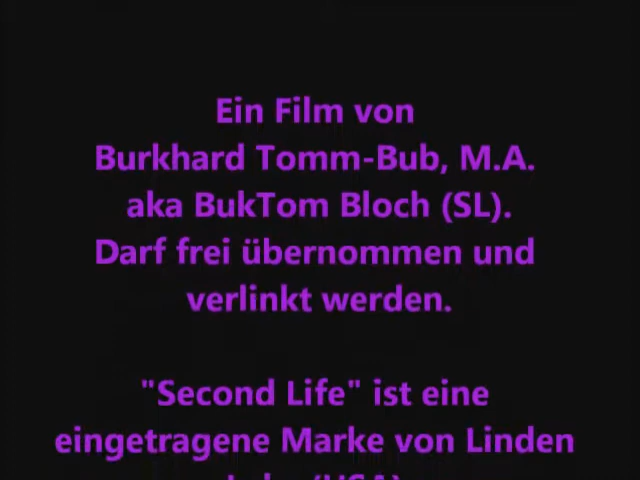 Ein Film von
Burkhard Tomm-Bub, M.A.
aka BukTom Bloch (SL).
Darf frei übernommen und
verlinkt werden.
"Second Life" ist eine
eingetragene Marke von Linden